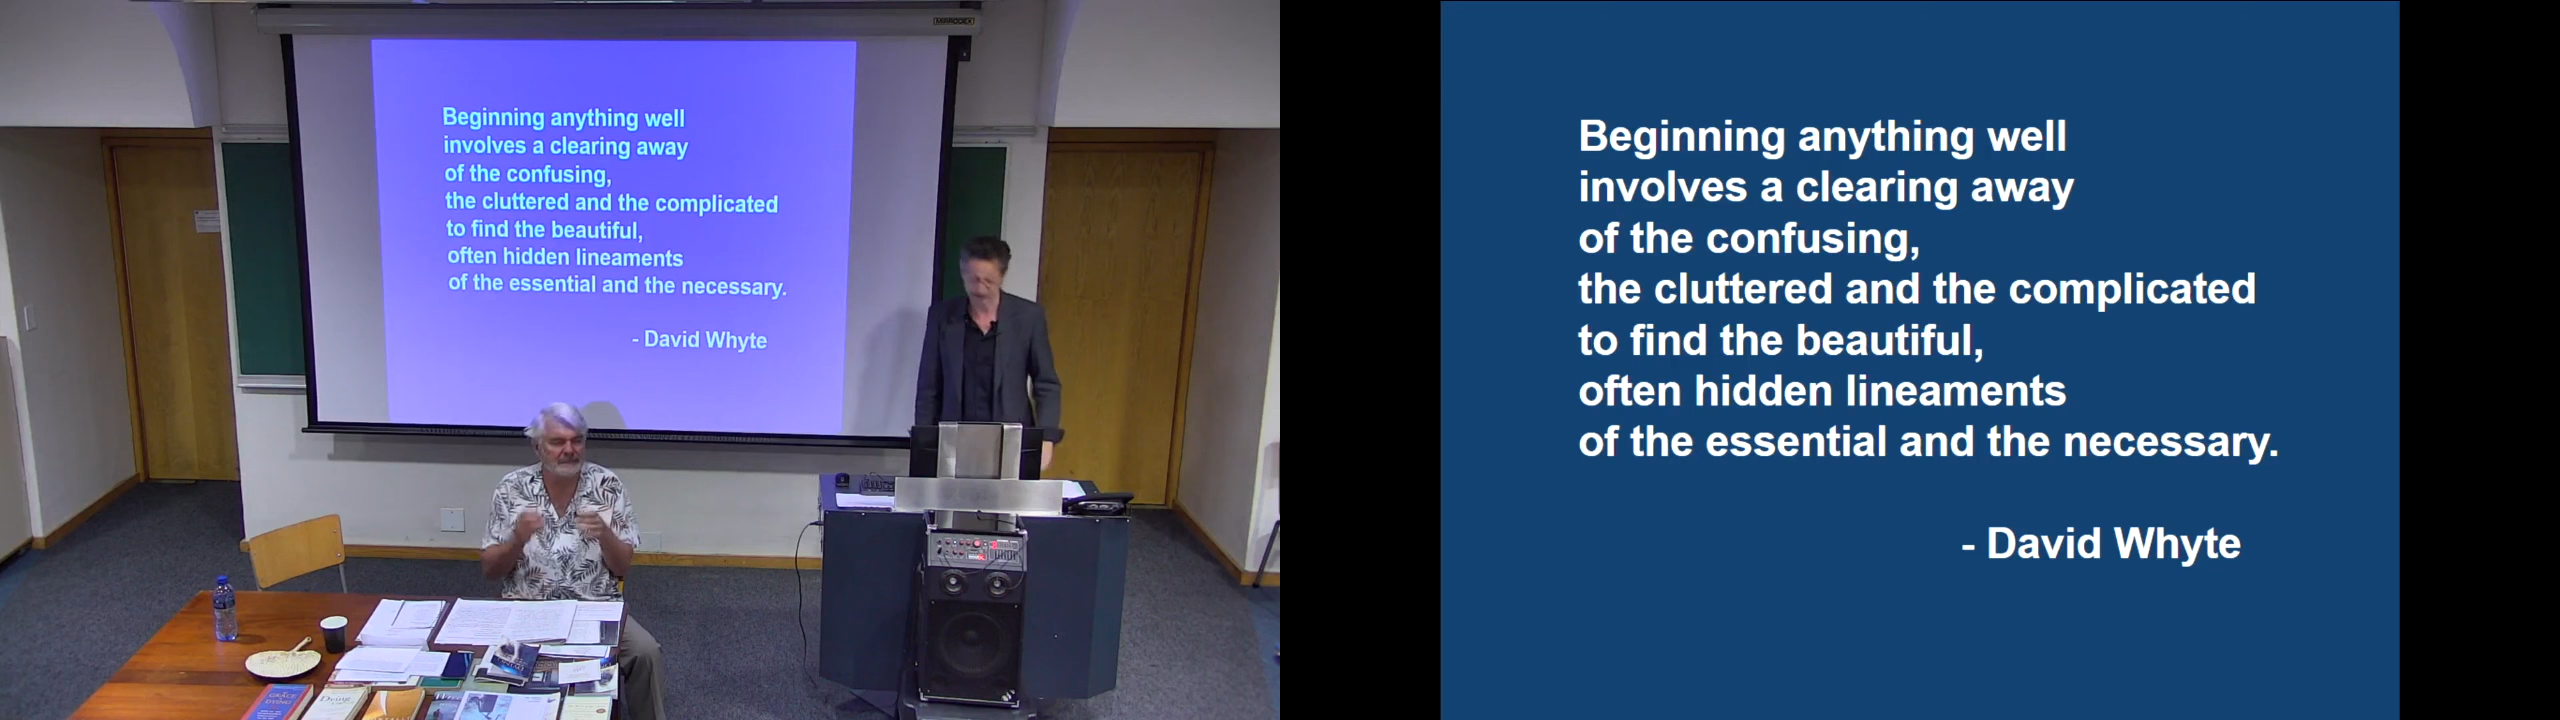 Beginning anything well
involves a clearing away
of the confusing,
the cluttered and the complicated
to find the beautiful,
often hidden lineaments
of the essential and the necessary.
- David Whyte
Beginning anything well
involves a clearing away
of the confusing,
the cluttered and the complicated
to find the beautiful,
often hidden lineaments
of the essential and the necessary.
- David Whyte
GRACE
DYING
Dying